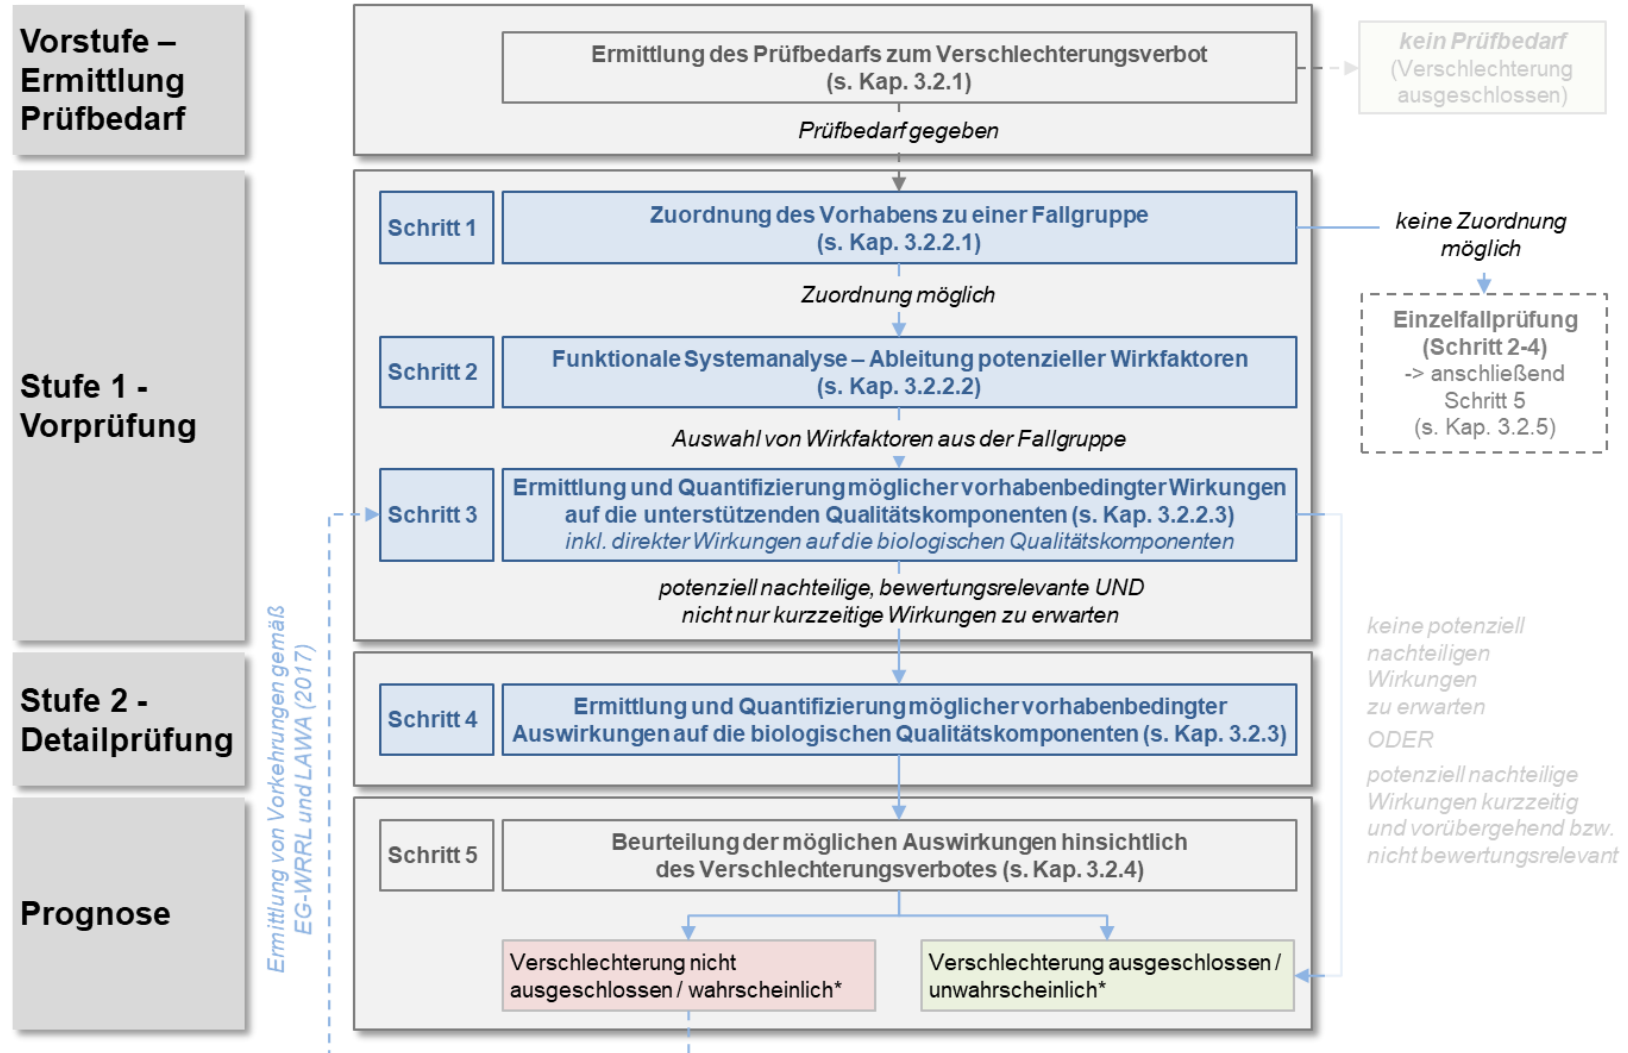 Vorstufe –
Ermittlung
Prüfbedarf
Ermittlung des Prüfbedarfs zum Verschlechterungsverbot
(s. Kap. 3.2.1)
kein Prüfbedarf
(Verschlechterung
ausgeschlossen)
Prüfbedarf gegeben
Stufe 1 -
Vorprüfung
Schritt 1
Zuordnung des Vorhabens zu einer Fallgruppe
(s. Kap. 3.2.2.1)
keine Zuordnung
möglich
Zuordnung möglich
Einzelfallprüfung
(Schritt 2-4)
-> anschließend
Schritt 5
(s. Kap. 3.2.5)
Schritt 2
Funktionale Systemanalyse – Ableitung potenzieller Wirkfaktoren
(s. Kap. 3.2.2.2)
Auswahl von Wirkfaktoren aus der Fallgruppe
Schritt 3
Ermittlung und Quantifizierung möglicher vorhabenbedingter Wirkungen
auf die unterstützenden Qualitätskomponenten (s. Kap. 3.2.2.3)
inkl. direkter Wirkungen auf die biologischen Qualitätskomponenten
potenziell nachteilige, bewertungsrelevante UND
nicht nur kurzzeitige Wirkungen zu erwarten
keine potenziell
nachteiligen
Wirkungen
zu erwarten
ODER
potenziell nachteilige
Wirkungen kurzzeitig
und vorübergehend bzw.
nicht bewertungsrelevant
Ermittlung von Vorkehrungen gemäß
EG-WRRL und LAWA (2017)
Stufe 2 -
Detailprüfung
Schritt 4
Ermittlung und Quantifizierung möglicher vorhabenbedingter
Auswirkungen auf die biologischen Qualitätskomponenten (s. Kap. 3.2.3)
Prognose
Schritt 5
Beurteilung der möglichen Auswirkungen hinsichtlich
des Verschlechterungsverbotes (s. Kap. 3.2.4)
Verschlechterung nicht
ausgeschlossen / wahrscheinlich*
Verschlechterung ausgeschlossen /
unwahrscheinlich*